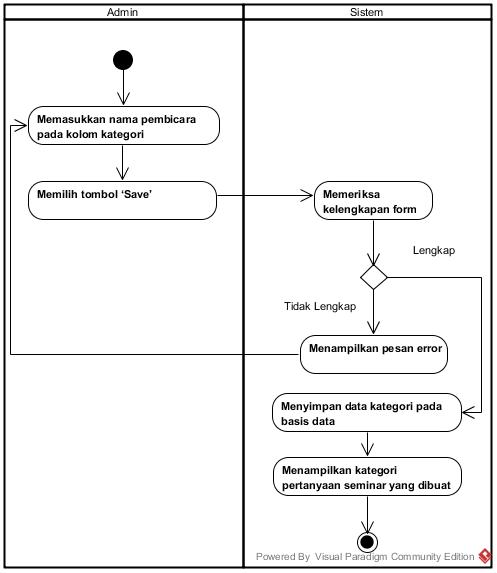 Admin
Sistem
Memasukkan nama pembicara
pada kolom kategori
Memilih tombol ‘Save’
Memeriksa
kelengkapan form
Lengkap
Tidak Lengkap
Menampilkan pesan error
Menyimpan data kategori pada
basis data
Menampilkan kategori
pertanyaan seminar yang dibuat
Powered By Visual Paradigm Community Edition